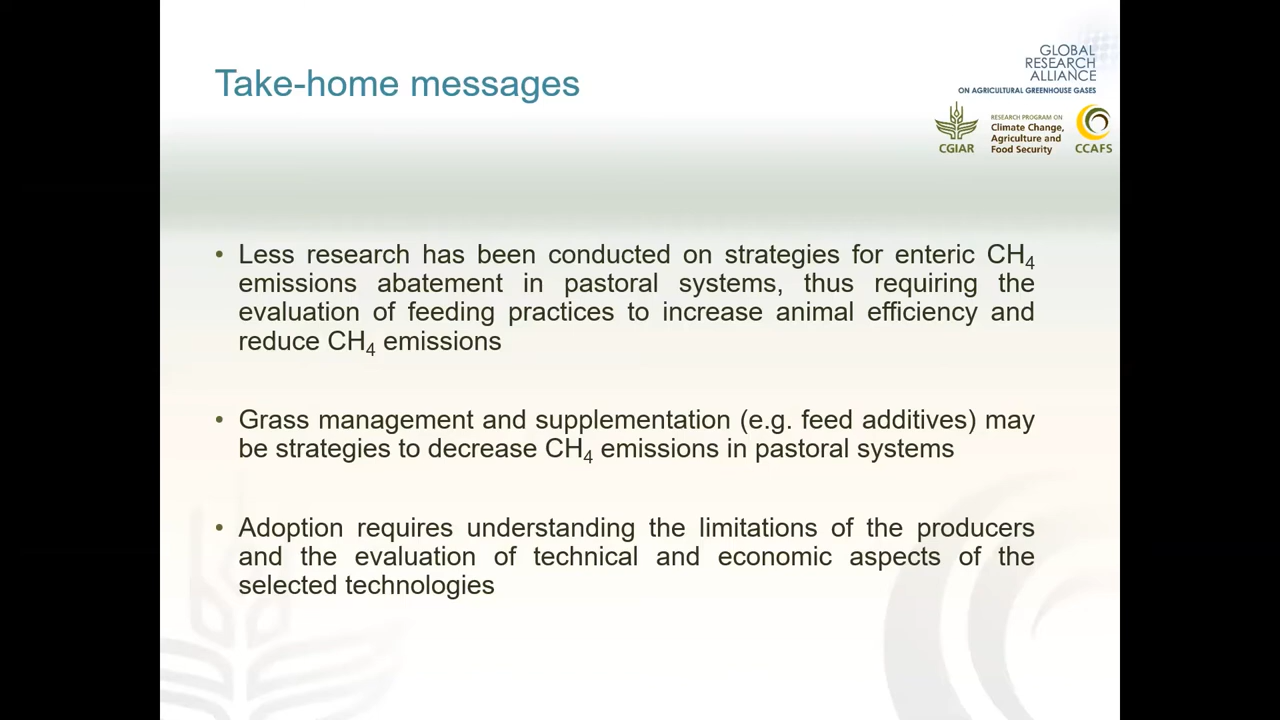 Take-home messages
GLOBAL
RESEARCH
ALLIANCE
ON AGRICULTURAL GREENHOUSE GASES
CGIAR
RESEARCH PROGRAM ON
Climate Change,
Agriculture and
Food Security
CCAFS
• Less research has been conducted on strategies for enteric CH₄
emissions abatement in pastoral systems, thus requiring the
evaluation of feeding practices to increase animal efficiency and
reduce CH₄ emissions
• Grass management and supplementation (e.g. feed additives) may
be strategies to decrease CH₄ emissions in pastoral systems
• Adoption requires understanding the limitations of the producers
and the evaluation of technical and economic aspects of the
selected technologies